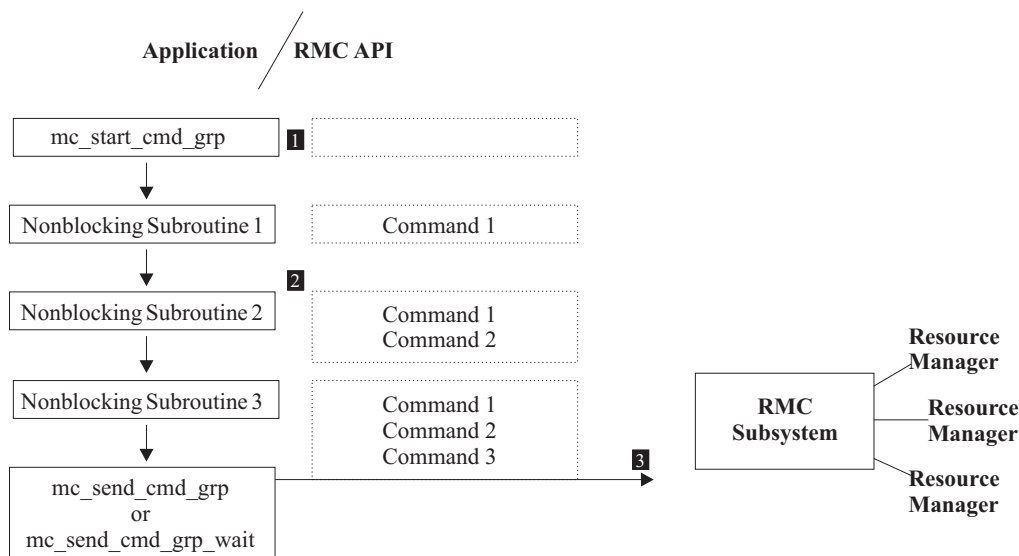 Application
RMC API
mc_start_cmd_grp
1
Nonblocking Subroutine 1
Command 1
2
Nonblocking Subroutine 2
Command 1
Command 2
Nonblocking Subroutine 3
Command 1
Command 2
Command 3
3
mc_send_cmd_grp
or
mc_send_cmd_grp_wait
RMC
Subsystem
Resource
Manager
Resource
Manager
Resource
Manager